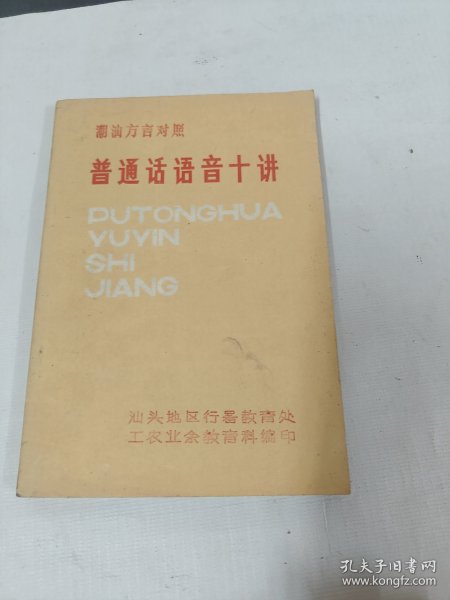 潮汕方言对照
普通话语音十讲
PUTONGHUA
YUYIN
SHI
JIANG
汕头地区行署教育处
工农业余教育科编印
孔夫子旧书网
www.kongfz.com